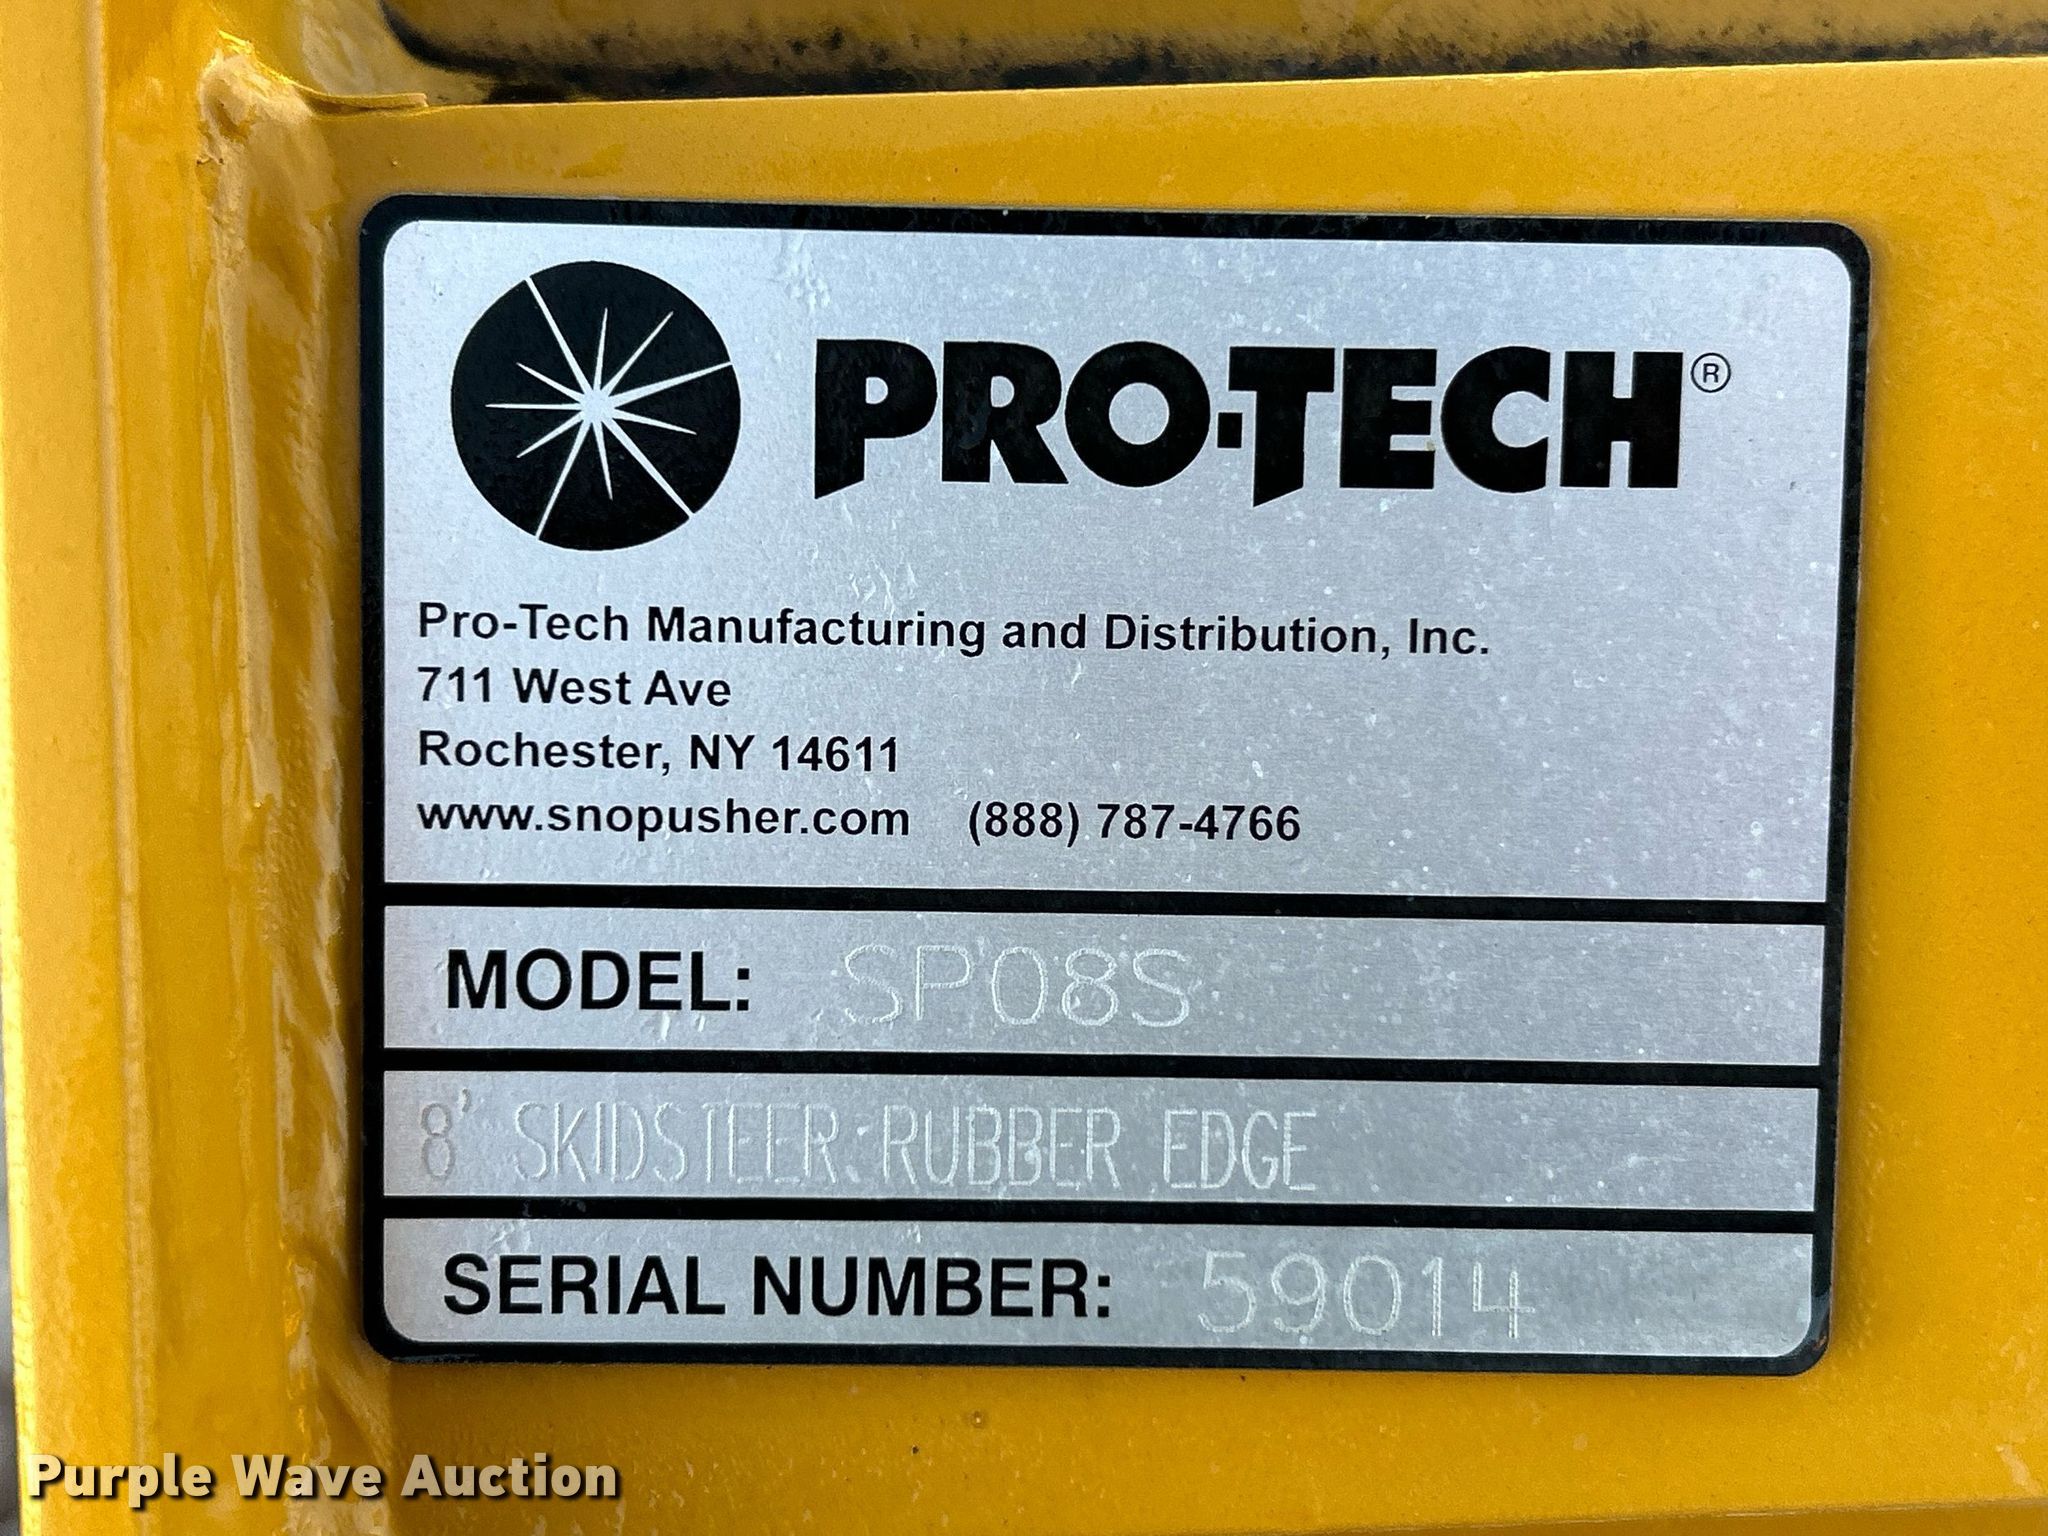 PRO-TECH®
Pro-Tech Manufacturing and Distribution, Inc.
711 West Ave
Rochester, NY 14611
www.snopusher.com (888) 787-4766
MODEL: SP08S
8' SKIDSTEER RUBBER EDGE
SERIAL NUMBER: 59014
Purple Wave Auction